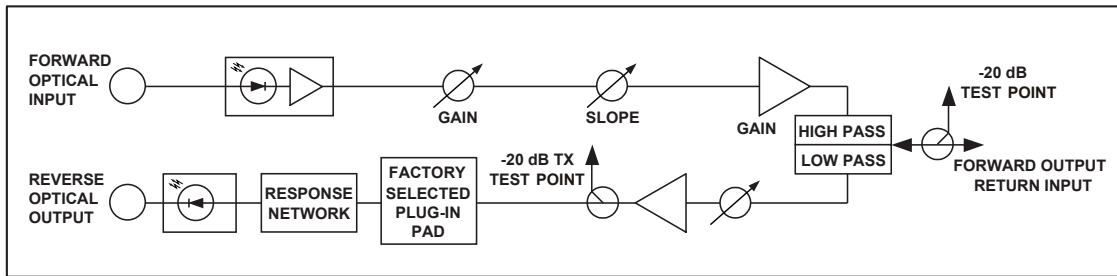 FORWARD
OPTICAL
INPUT
GAIN
SLOPE
GAIN
-20 dB
TEST POINT
HIGH PASS
LOW PASS
FORWARD OUTPUT
RETURN INPUT
REVERSE
OPTICAL
OUTPUT
RESPONSE
NETWORK
FACTORY
SELECTED
PLUG-IN
PAD
-20 dB TX
TEST POINT